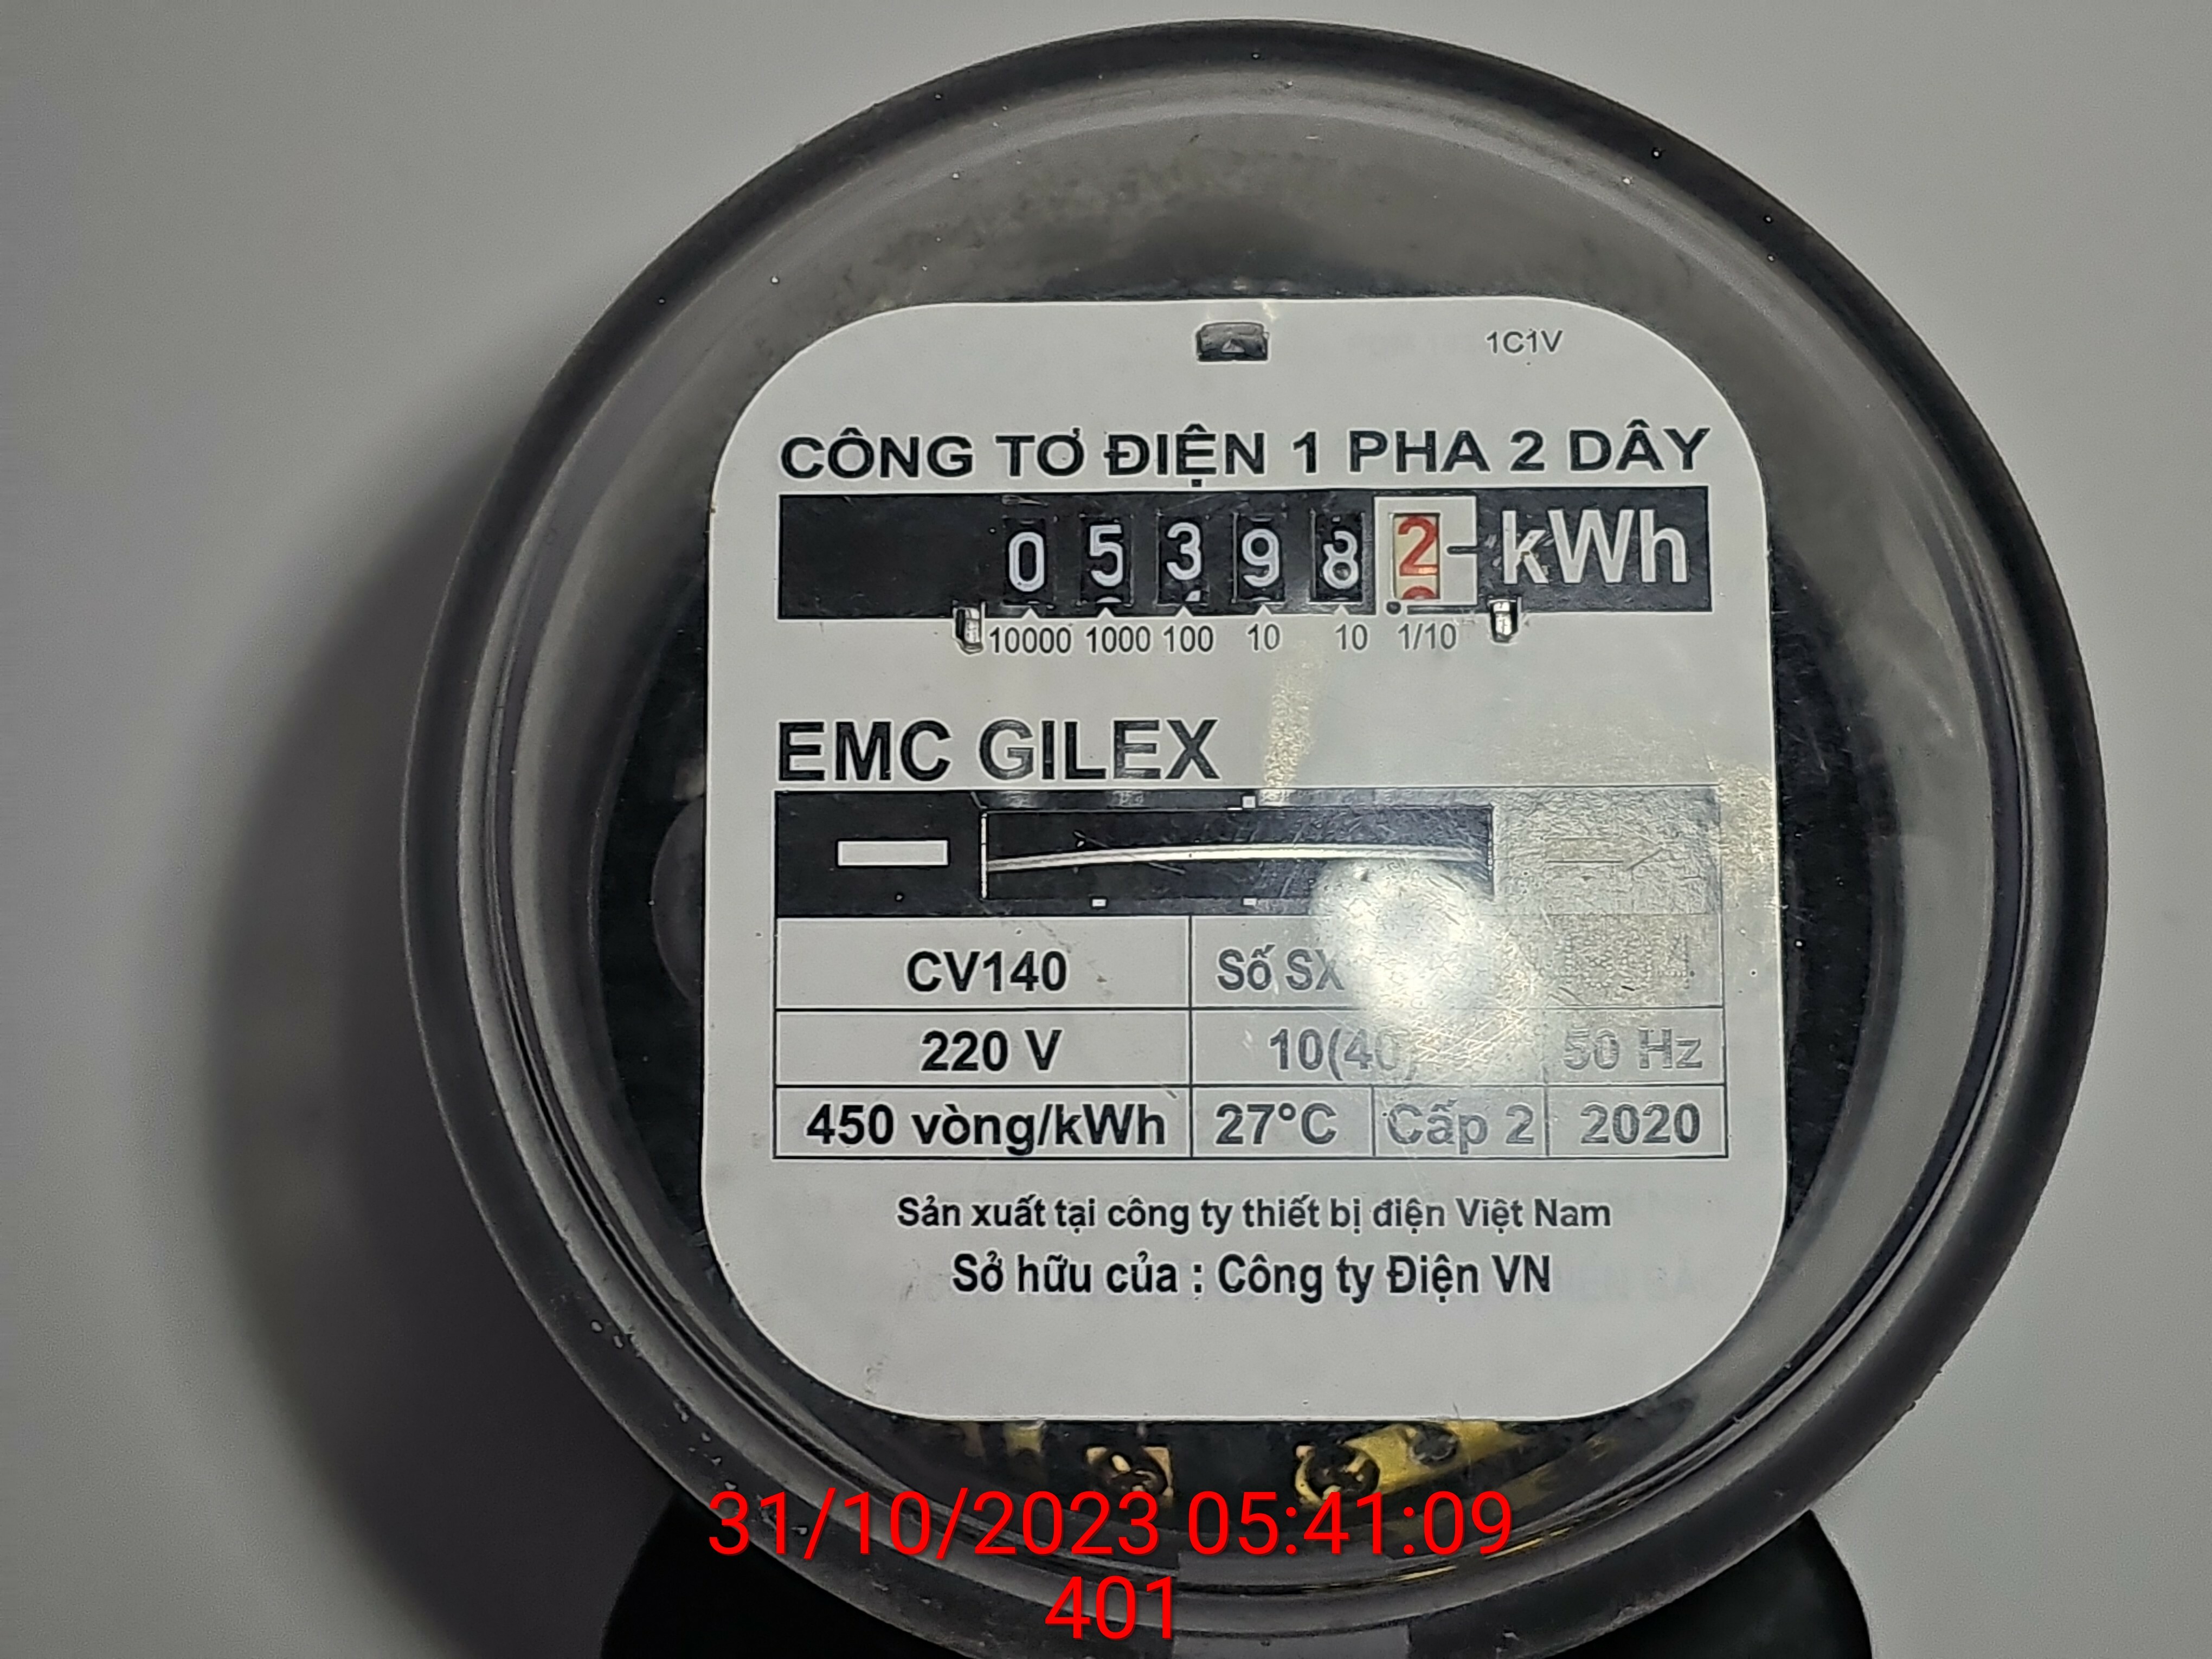 1C1V
CÔNG TƠ ĐIỆN 1 PHA 2 DÂY
0 5 3 9 8 2 kWh
10000 1000 100 10 10 1/10
EMC GILEX
CV140 Số SX
220 V 10(40) 50 Hz
450 vòng/kWh 27°C Cấp 2 2020
Sản xuất tại công ty thiết bị điện Việt Nam
Sở hữu của : Công ty Điện VN
31/10/2023 05:41:09
401